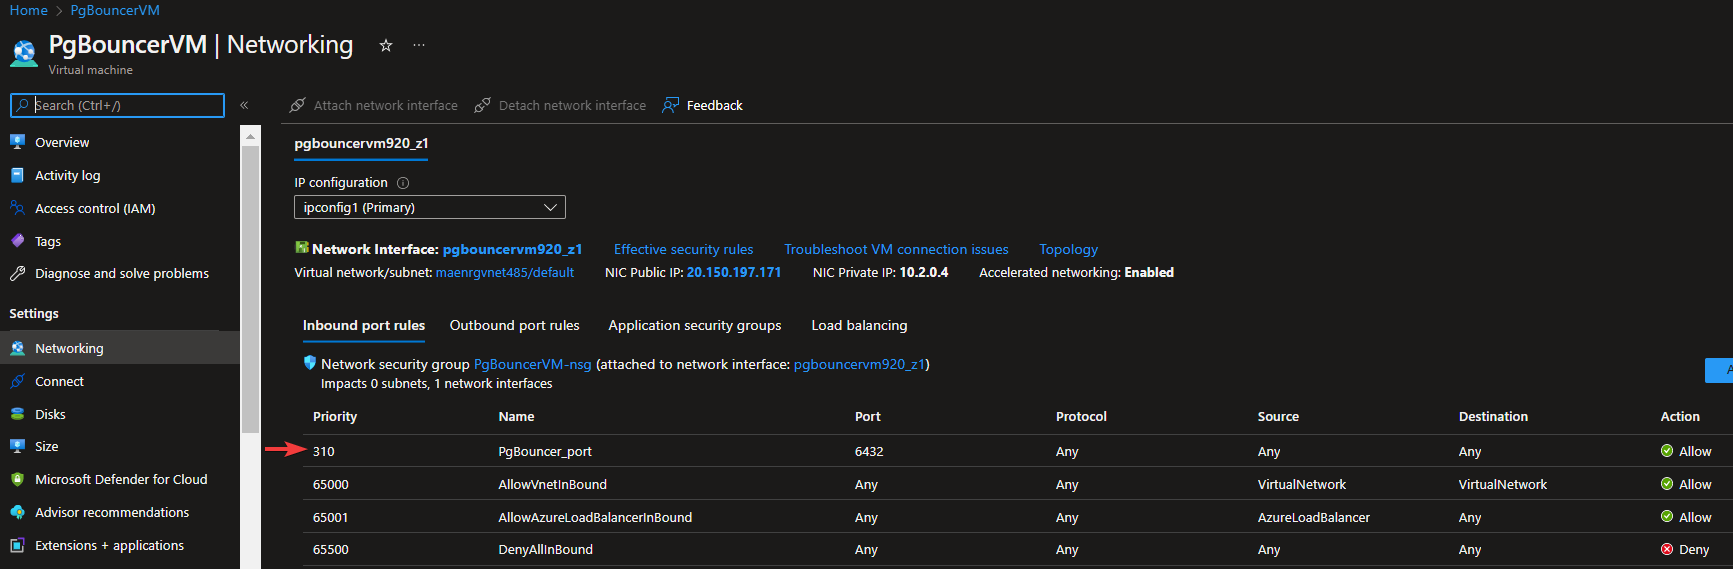 Home > PgBouncerVM
PgBouncerVM | Networking ☆ ...
Virtual machine
Search (Ctrl+/) «
Overview
Activity log
Access control (IAM)
Tags
Diagnose and solve problems
Settings
Networking
Connect
Disks
Size
Microsoft Defender for Cloud
Advisor recommendations
Extensions + applications
Attach network interface Detach network interface Feedback
pgbouncervm920_z1
IP configuration
ipconfig1 (Primary)
Network Interface: pgbouncervm920_z1 Effective security rules Troubleshoot VM connection issues Topology
Virtual network/subnet: maenrgvnet485/default NIC Public IP: 20.150.197.171 NIC Private IP: 10.2.0.4 Accelerated networking: Enabled
Inbound port rules Outbound port rules Application security groups Load balancing
Network security group PgBouncerVM-nsg (attached to network interface: pgbouncervm920_z1)
Impacts 0 subnets, 1 network interfaces
Priority Name Port Protocol Source Destination Action
310 PgBouncer_port 6432 Any Any Any Allow
65000 AllowVnetInBound Any Any VirtualNetwork VirtualNetwork Allow
65001 AllowAzureLoadBalancerInBound Any Any AzureLoadBalancer Any Allow
65500 DenyAllInBound Any Any Any Any Deny